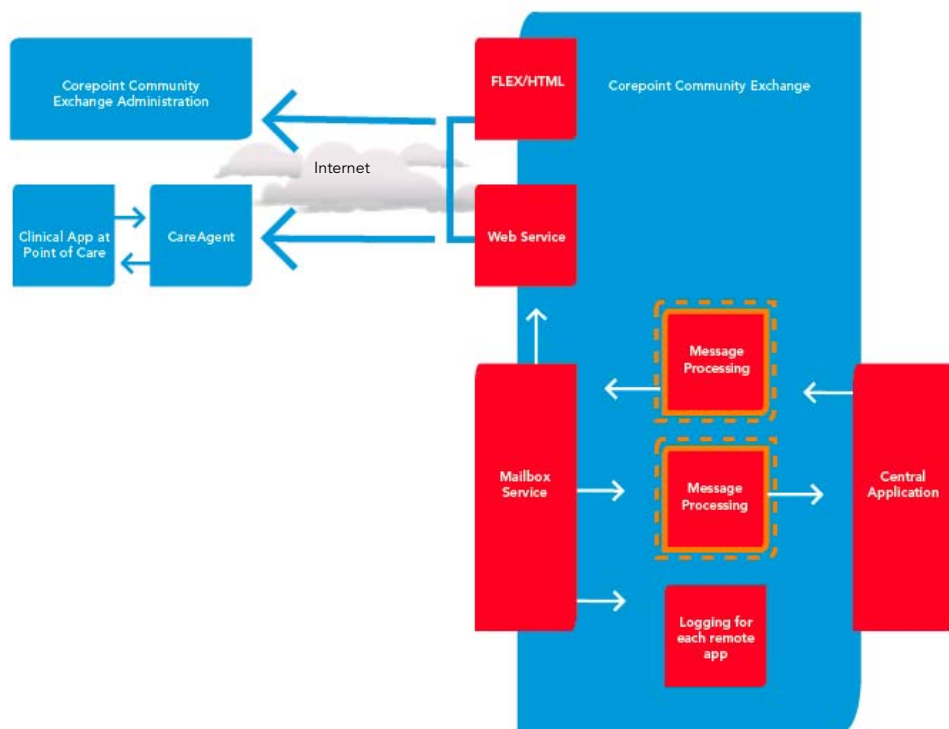 Corepoint Community
Exchange Administration
FLEX/HTML
Corepoint Community Exchange
Internet
Clinical App at
Point of Care
CareAgent
Web Service
Message
Processing
Mailbox
Service
Message
Processing
Central
Application
Logging for
each remote
app